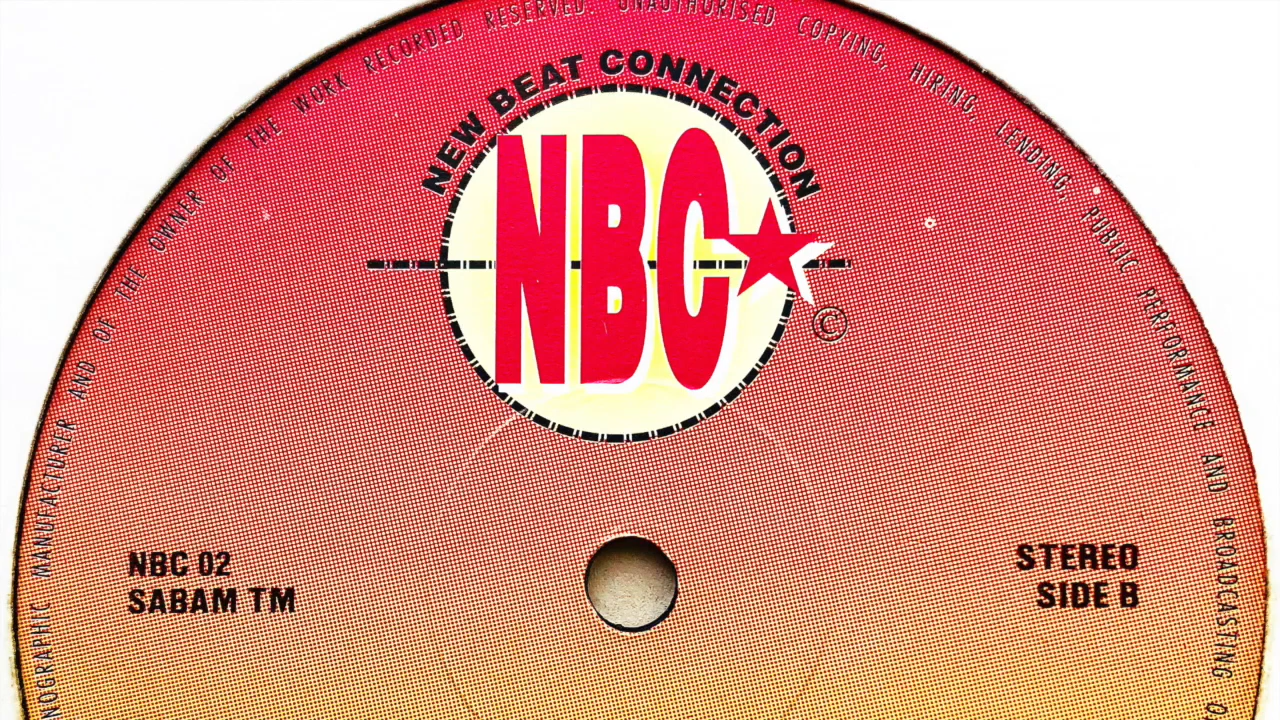 NOGRAPHIC MANUFACTURER AND OF THE OWNER OF THE WORK RECORDED RESERVED. UNAUTHORISED COPYING, HIRING, LENDING, PUBLIC PERFORMANCE AND BROADCASTING O
NEW BEAT CONNECTION
NBC
©
NBC 02
SABAM TM
STEREO
SIDE B